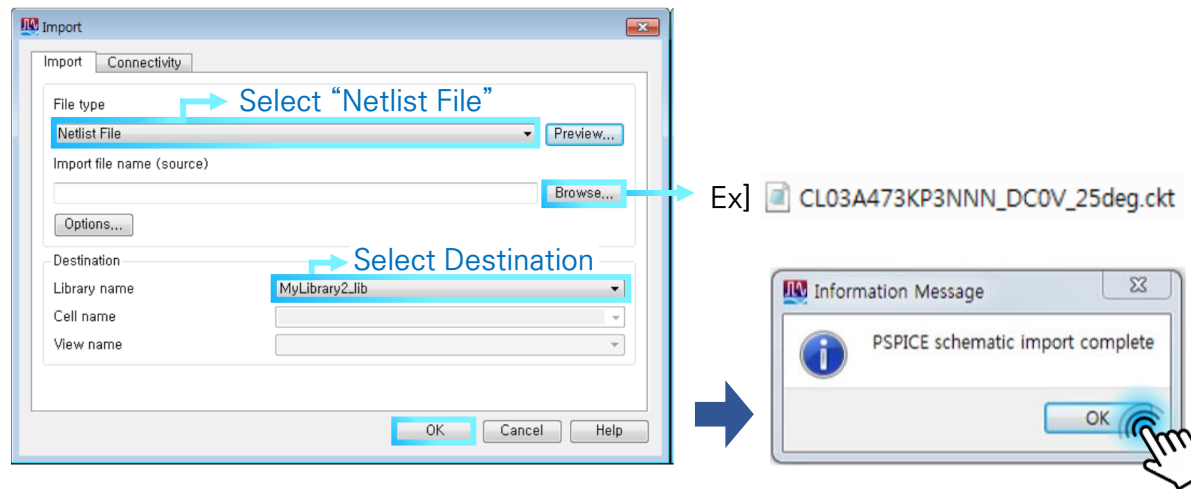 Import
Import Connectivity
File type
Select “Netlist File”
Netlist File
Preview...
Import file name (source)
Browse...
Options...
Destination
Select Destination
Library name
MyLibrary2_lib
Cell name
View name
OK Cancel Help
Ex] CL03A473KP3NNN_DC0V_25deg.ckt
Information Message
PSPICE schematic import complete
OK